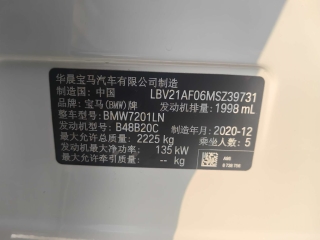 华晨宝马汽车有限公司制造
制造国: 中国 LBV21AF06MSZ39731
品牌: 宝马(BMW)牌 发动机排量: 1998 mL
整车型号: BMW7201LN
发动机型号: B48B20C 制造年月: 2020-12
最大允许总质量: 2225 kg 乘坐人数: 5
发动机最大净功率: 135 kW
最大允许牵引质量: -- kg